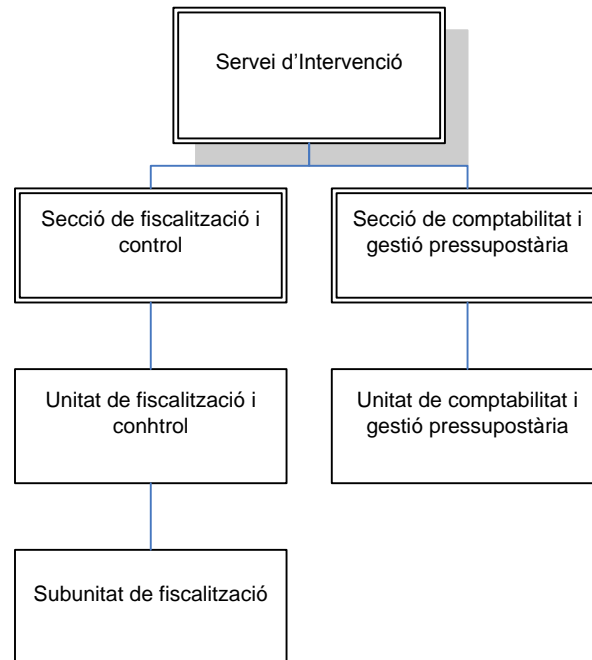 Servei d’Intervenció
Secció de fiscalització i
control
Secció de comptabilitat i
gestió pressupostària
Unitat de fiscalització i
conhtrol
Unitat de comptabilitat i
gestió pressupostària
Subunitat de fiscalització